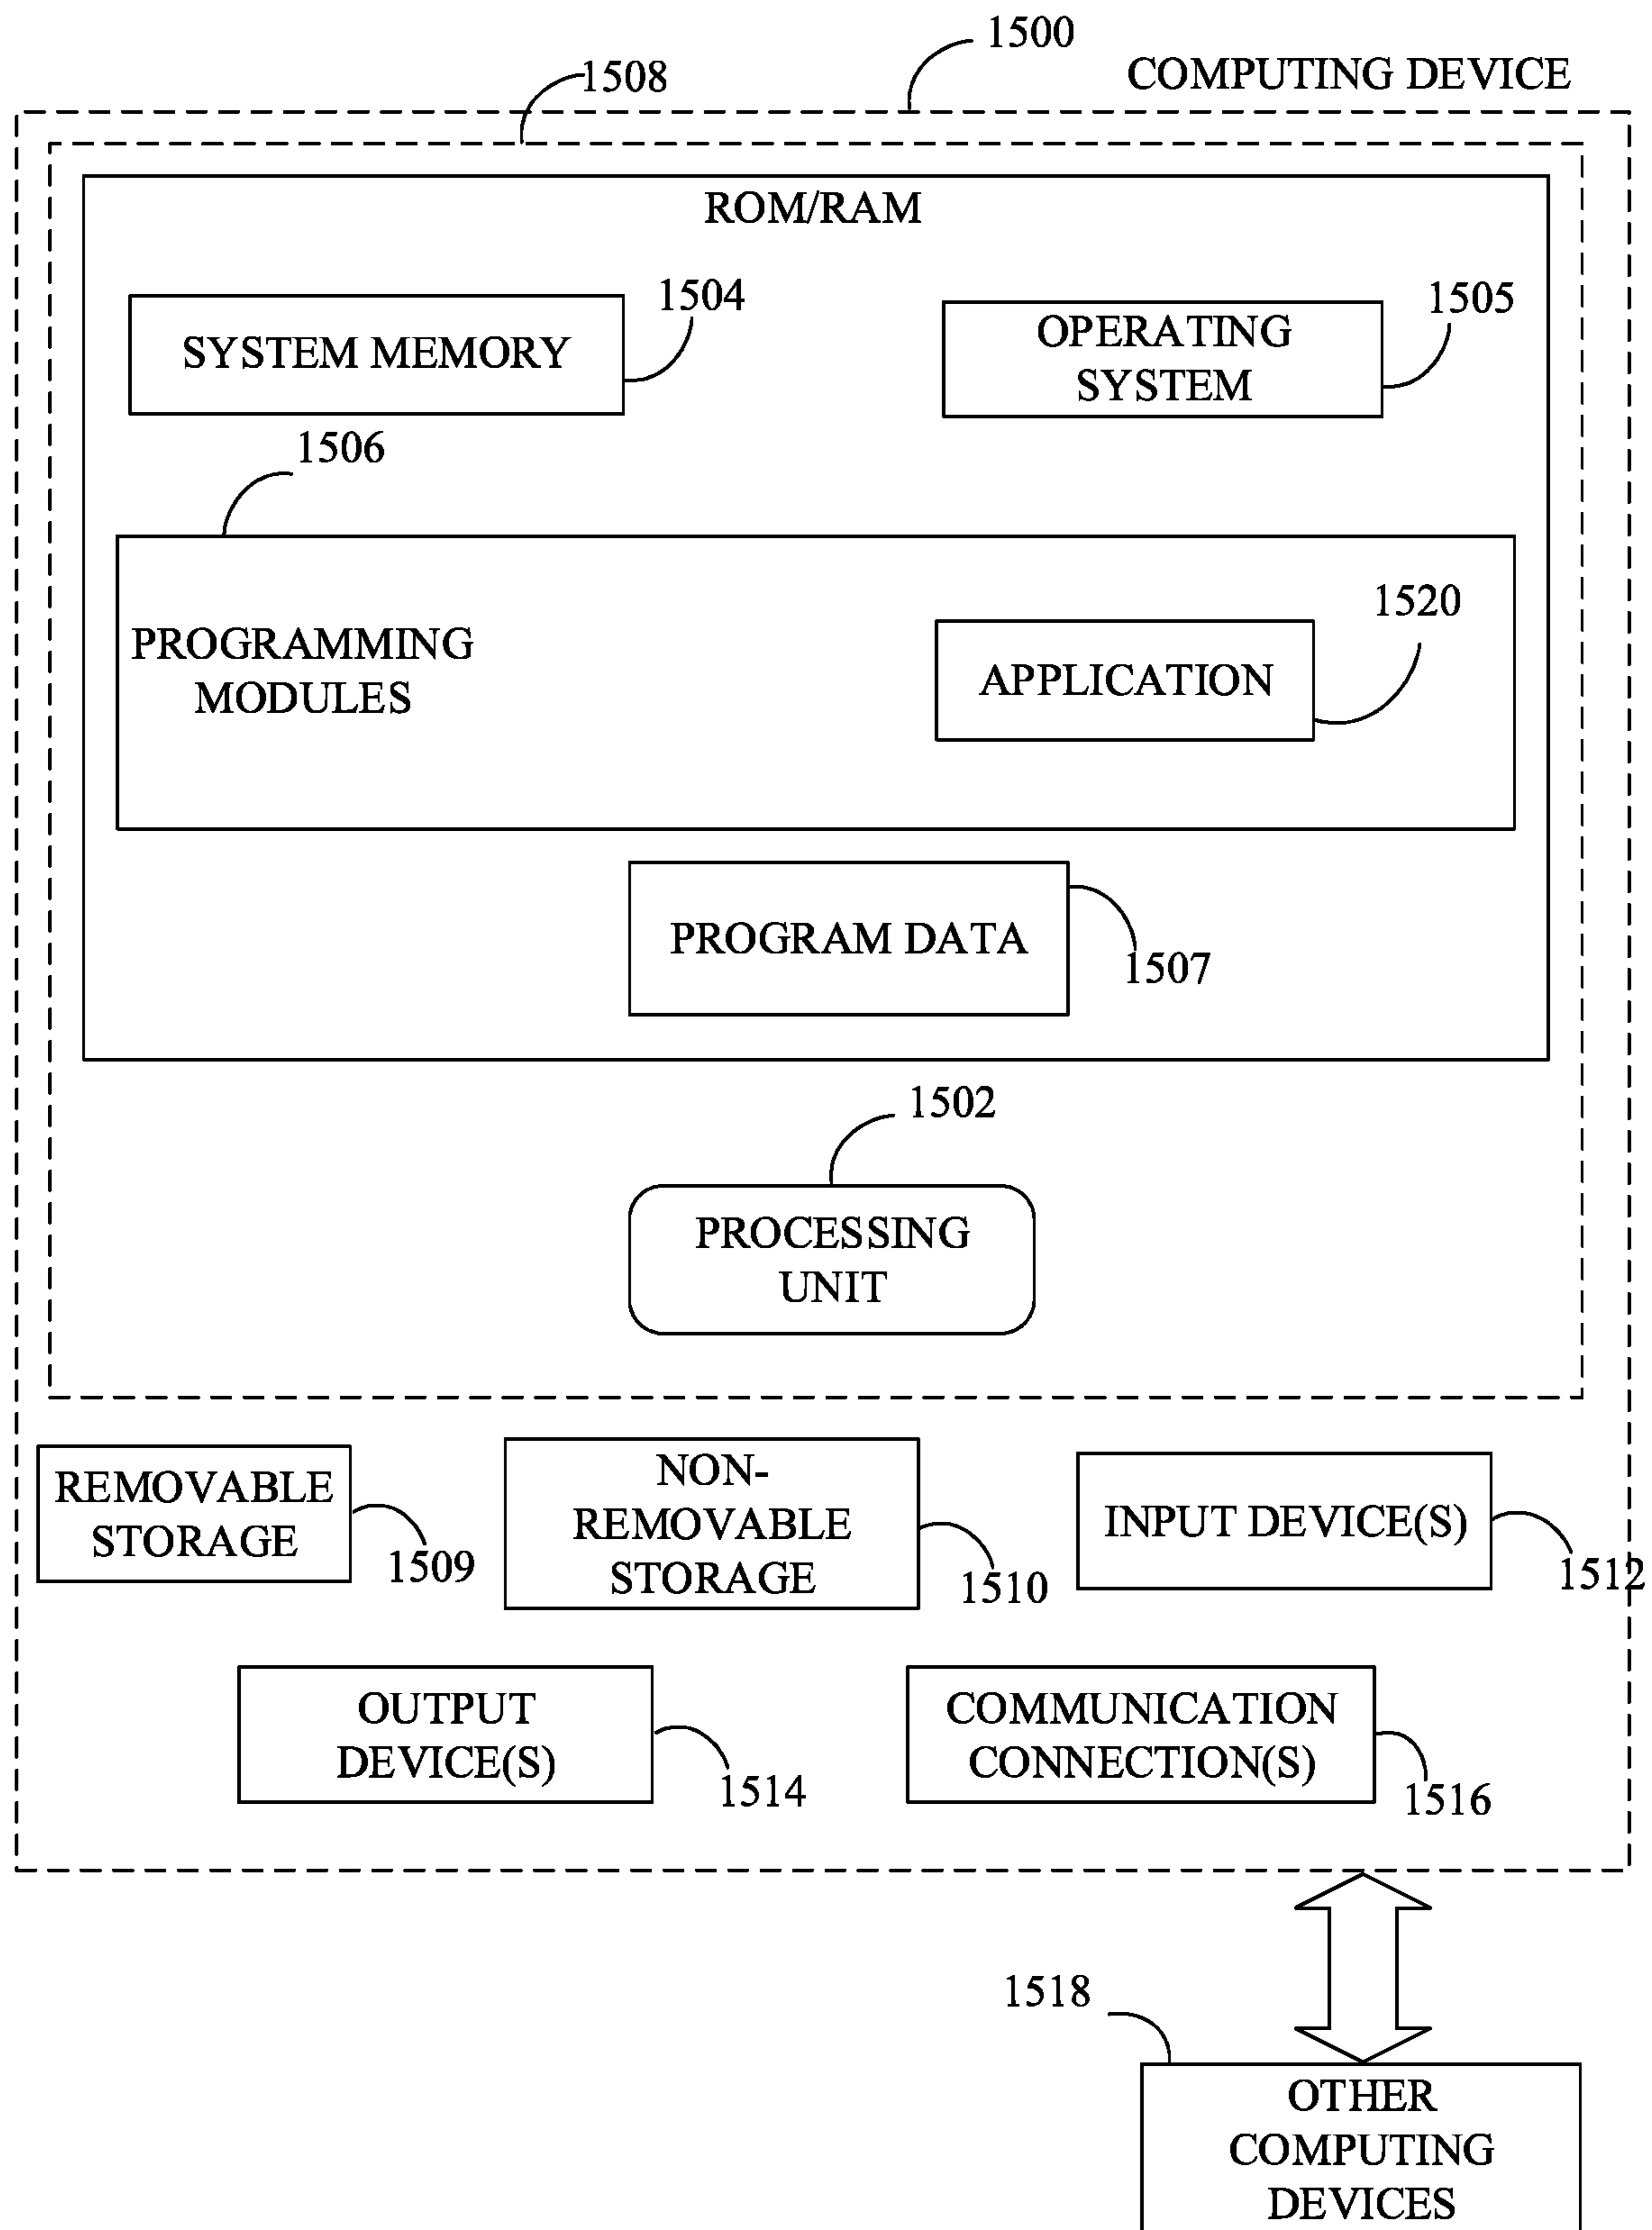 1500
COMPUTING DEVICE
1508
ROM/RAM
1504
SYSTEM MEMORY
1505
OPERATING
SYSTEM
1506
PROGRAMMING
MODULES
1520
APPLICATION
PROGRAM DATA
1507
1502
PROCESSING
UNIT
REMOVABLE
STORAGE
1509
NON-
REMOVABLE
STORAGE
1510
INPUT DEVICE(S)
1512
OUTPUT
DEVICE(S)
1514
COMMUNICATION
CONNECTION(S)
1516
1518
OTHER
COMPUTING
DEVICES